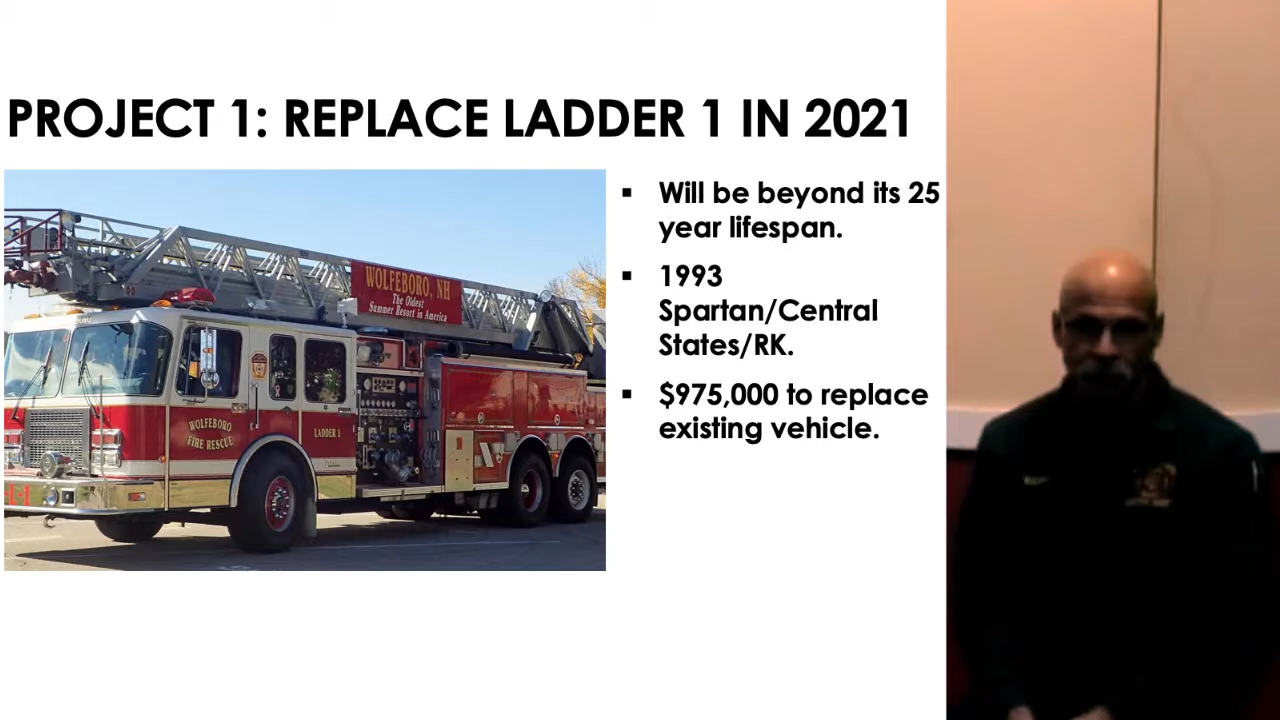 PROJECT 1: REPLACE LADDER 1 IN 2021
▪ Will be beyond its 25
year lifespan.
▪ 1993
Spartan/Central
States/RK.
▪ $975,000 to replace
existing vehicle.
WOLFEBORO, NH
The Oldest
Summer Resort in America
WOLFEBORO
FIRE RESCUE
LADDER 1